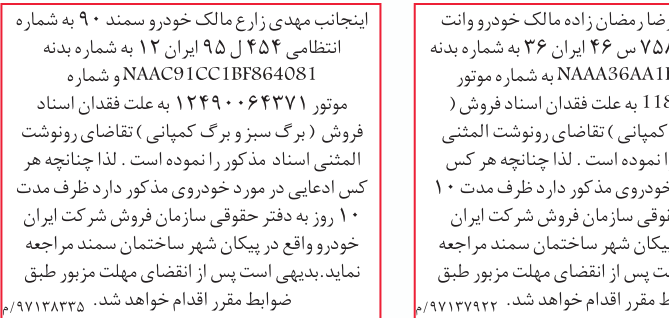 اینجانب مهدی زارع مالک خودرو سمند ۹۰ به شماره
انتظامی ۴۵۴ ل ۹۵ ایران ۱۲ به شماره بدنه
NAAC91CC1BF864081 و شماره
موتور ۱۲۴۹۰۰۶۴۳۷۱ به علت فقدان اسناد
فروش ( برگ سبز و برگ کمپانی ) تقاضای رونوشت
المثنی اسناد مذکور را نموده است . لذا چنانچه هر
کس ادعایی در مورد خودروی مذکور دارد ظرف مدت
۱۰ روز به دفتر حقوقی سازمان فروش شرکت ایران
خودرو واقع در پیکان شهر ساختمان سمند مراجعه
نماید.بدیهی است پس از انقضای مهلت مزبور طبق
ضوابط مقرر اقدام خواهد شد. ۹۷۱۳۸۳۳۵/م
رضا رمضان زاده مالک خودرو وانت
س ۴۶ ایران ۳۶ به شماره بدنه
به شماره موتور
به علت فقدان اسناد فروش (
کمپانی ) تقاضای رونوشت المثنی
نموده است . لذا چنانچه هر کس
خودروی مذکور دارد ظرف مدت ۱۰
سازمان فروش شرکت ایران
پیکان شهر ساختمان سمند مراجعه
پس از انقضای مهلت مزبور طبق
مقرر اقدام خواهد شد. ۹۷۱۳۷۹۲۲/م